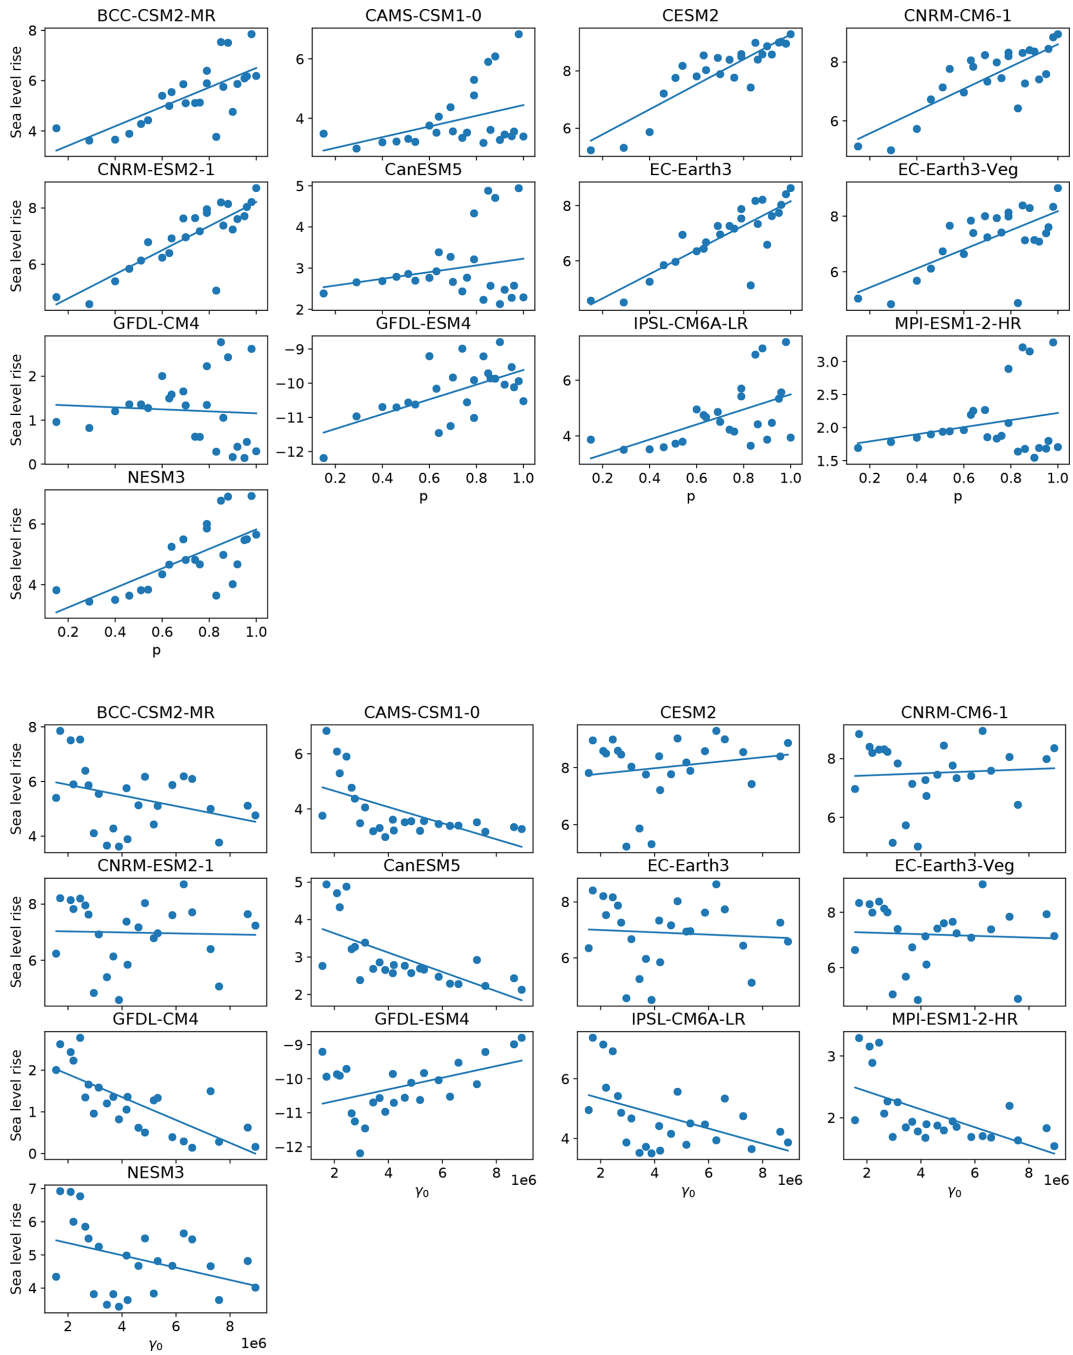 BCC-CSM2-MR CAMS-CSM1-0 CESM2 CNRM-CM6-1
Sea level rise
8
6
4
6
4
8
6
8
6
CNRM-ESM2-1 CanESM5 EC-Earth3 EC-Earth3-Veg
8
6
5
4
3
2
8
6
8
6
GFDL-CM4 GFDL-ESM4 IPSL-CM6A-LR MPI-ESM1-2-HR
Sea level rise
2
1
0
−9
−10
−11
−12
6
4
3.0
2.5
2.0
1.5
0.2 0.4 0.6 0.8 1.0 0.2 0.4 0.6 0.8 1.0 0.2 0.4 0.6 0.8 1.0
p p p
NESM3
Sea level rise
6
4
0.2 0.4 0.6 0.8 1.0
p
BCC-CSM2-MR CAMS-CSM1-0 CESM2 CNRM-CM6-1
Sea level rise
8
6
4
6
4
8
6
8
6
CNRM-ESM2-1 CanESM5 EC-Earth3 EC-Earth3-Veg
8
6
5
4
3
2
8
6
8
6
GFDL-CM4 GFDL-ESM4 IPSL-CM6A-LR MPI-ESM1-2-HR
Sea level rise
2
1
0
−9
−10
−11
−12
6
4
3
2
2 4 6 8 2 4 6 8 2 4 6 8
1e6 1e6 1e6
γ₀ γ₀ γ₀
NESM3
Sea level rise
7
6
5
4
2 4 6 8
γ₀ 1e6